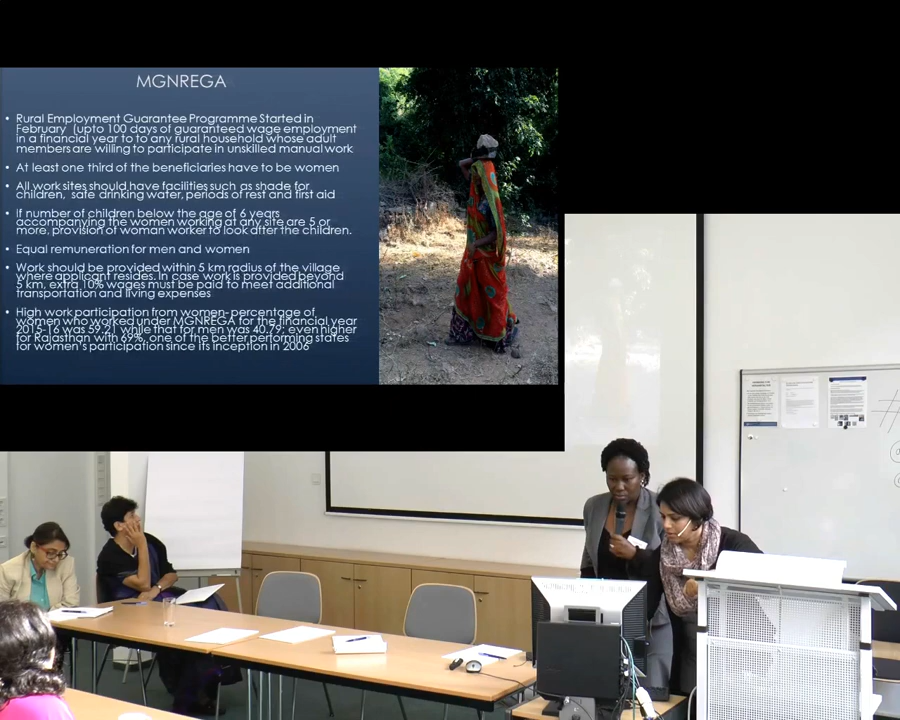 MGNREGA
• Rural Employment Guarantee Programme Started in
February (upto 100 days of guaranteed wage employment
in a financial year to to any rural household whose adult
members are willing to participate in unskilled manual work
• At least one third of the beneficiaries have to be women
• All work sites should have facilities such as shade for
children, safe drinking water, periods of rest and first aid
• If number of children below the age of 6 years
accompanying the women working at any site are 5 or
more, provision of woman worker to look after the children.
• Equal remuneration for men and women
• Work should be provided within 5 km radius of the village
where applicant resides. In case work is provided beyond
5 km, extra 10% wages must be paid to meet additional
transportation and living expenses
• High work participation from women- percentage of
women who worked under MGNREGA for the financial year
2015-16 was 59.21 while that for men was 40.79; even higher
for Rajasthan with 69%, one of the better performing states
for women's participation since its inception in 2006